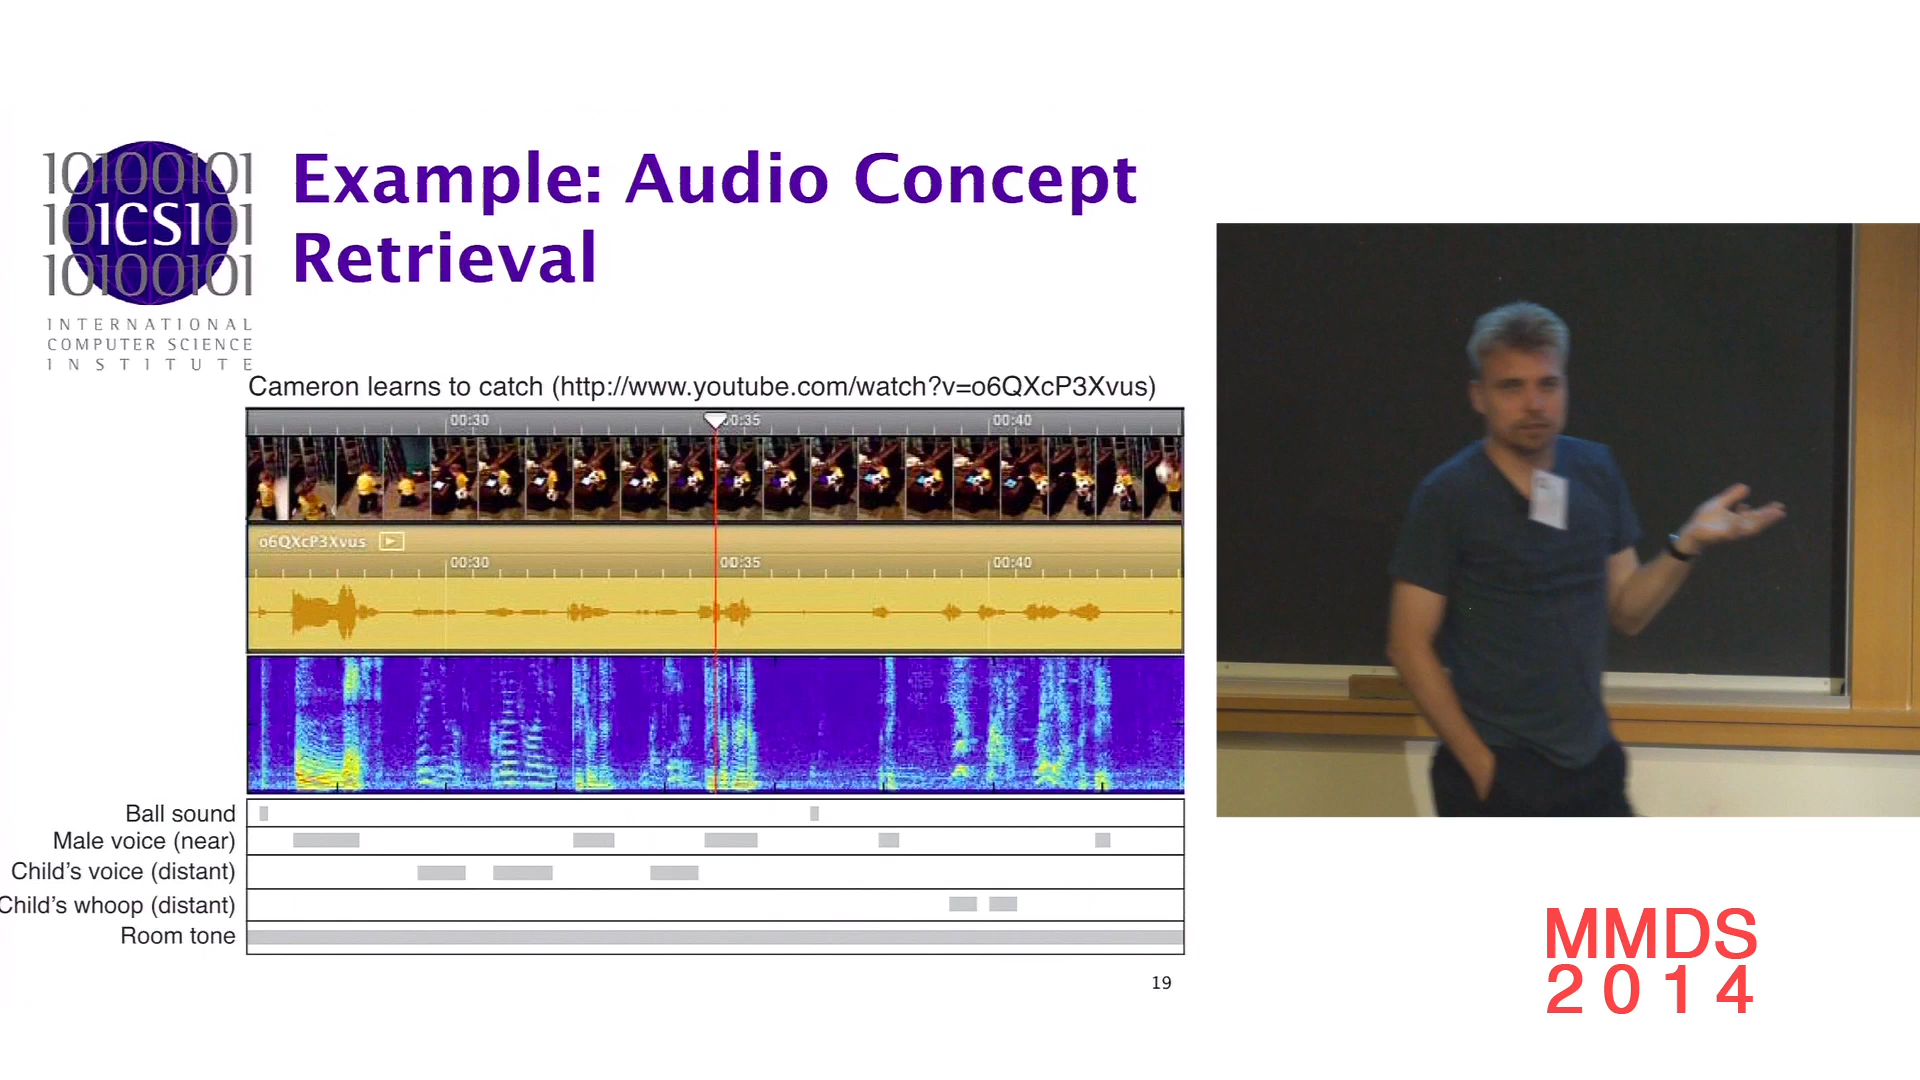 10100101
10ICSI01
10100101
INTERNATIONAL
COMPUTER SCIENCE
INSTITUTE
Example: Audio Concept
Retrieval
Cameron learns to catch (http://www.youtube.com/watch?v=o6QXcP3Xvus)
00:30 00:35 00:40
o6QXcP3Xvus
00:30 00:35 00:40
Ball sound
Male voice (near)
Child's voice (distant)
Child's whoop (distant)
Room tone
19
MMDS
2014